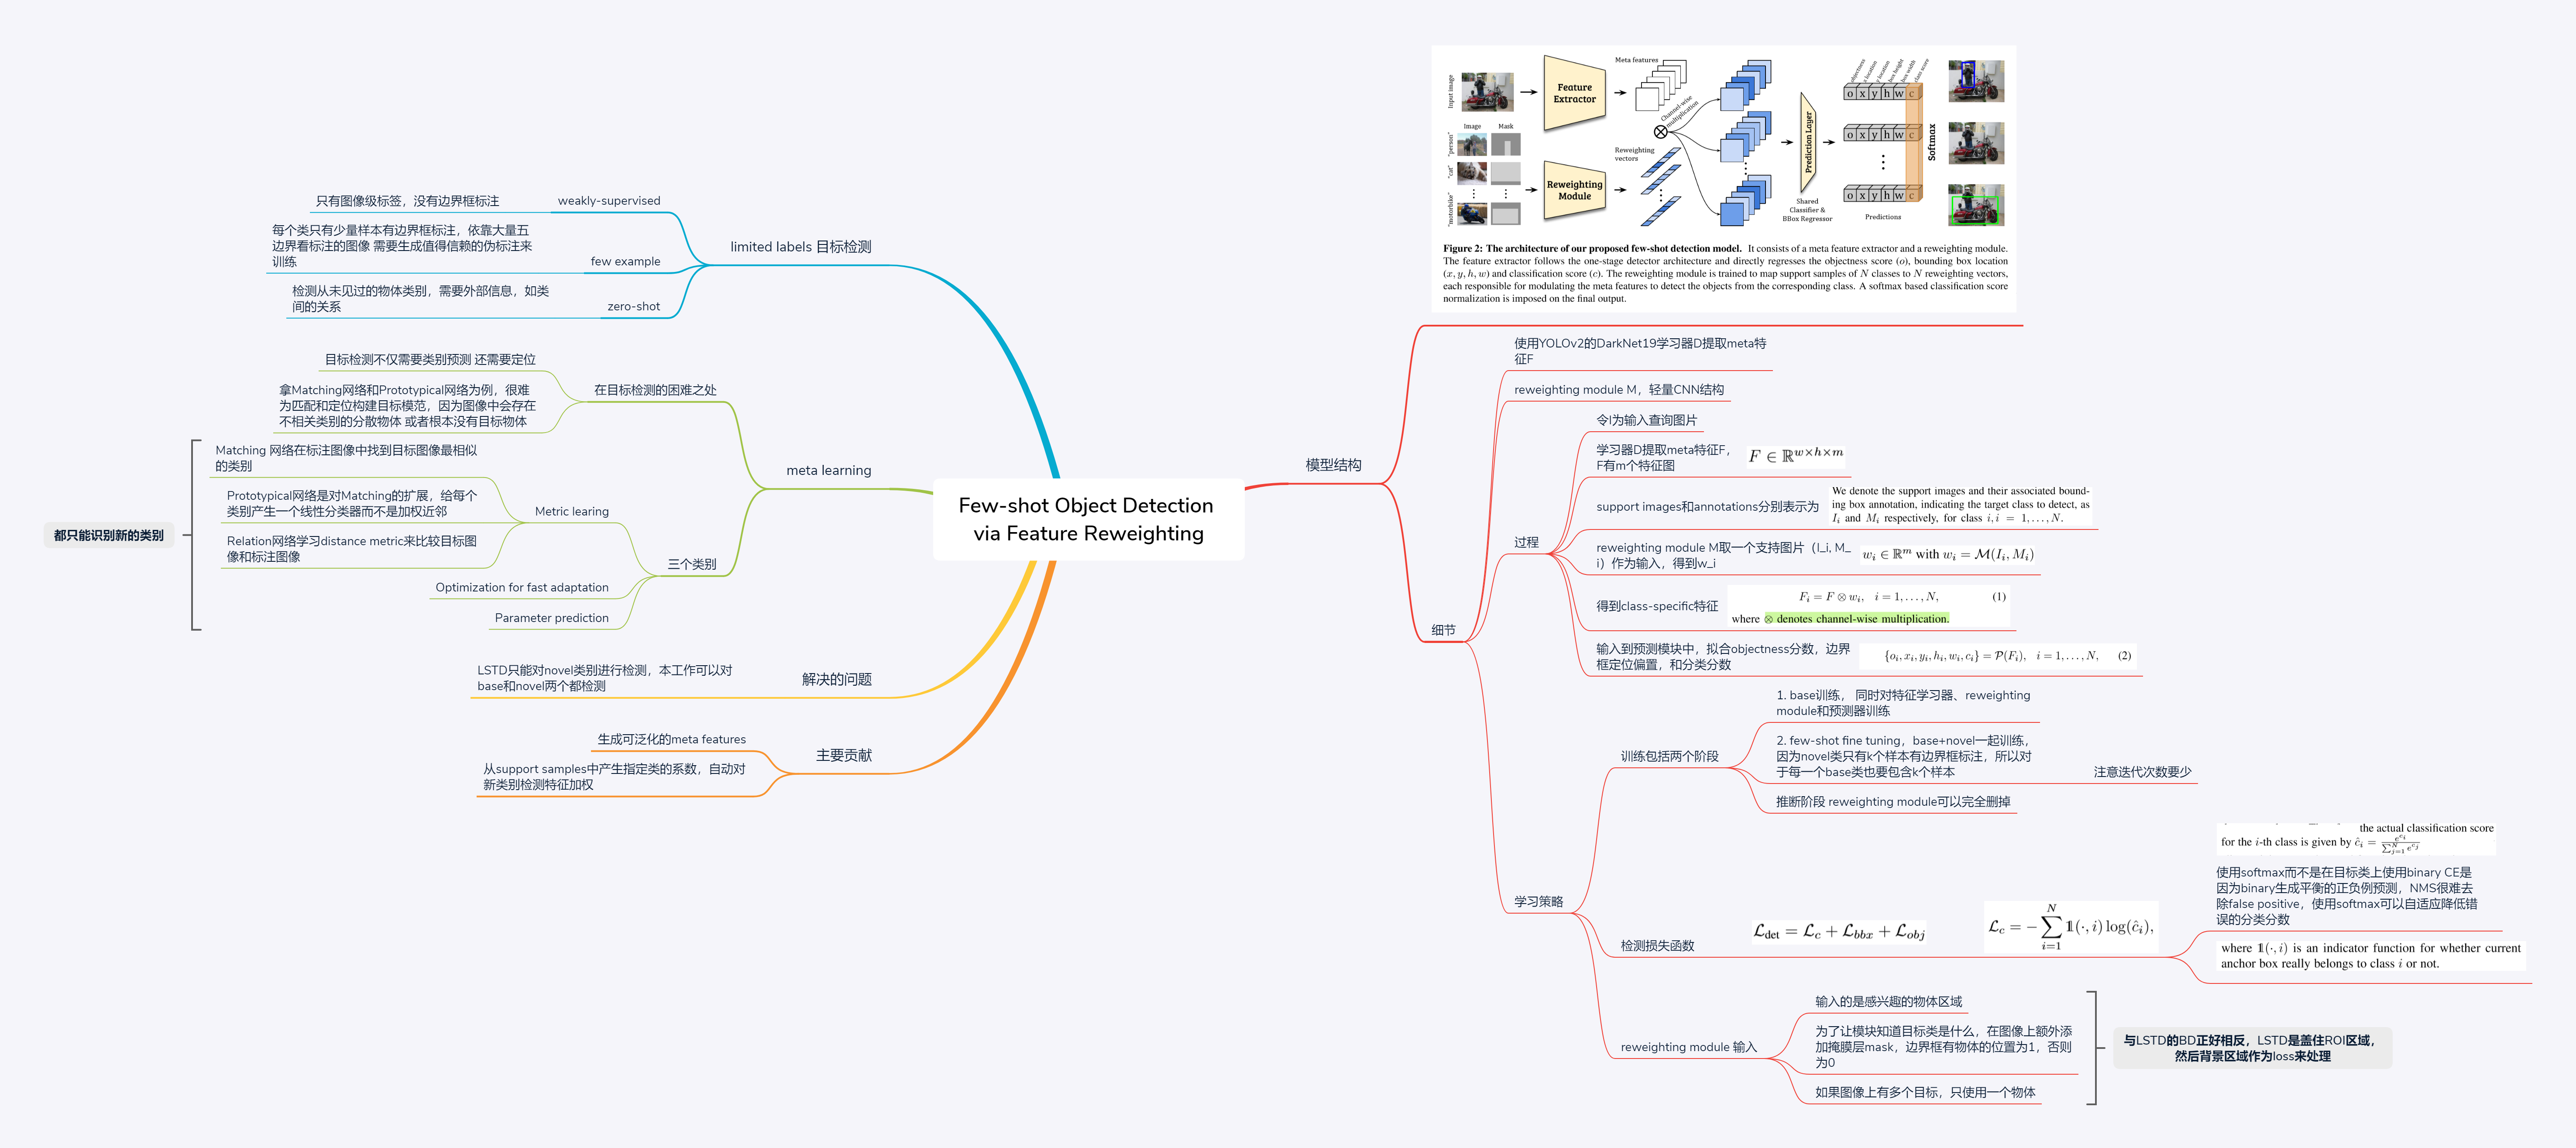 Few-shot Object Detection
via Feature Reweighting
limited labels 目标检测
weakly-supervised
只有图像级标签，没有边界框标注
few example
每个类只有少量样本有边界框标注，依靠大量五
边界看标注的图像 需要生成值得信赖的伪标注来
训练
zero-shot
检测从未见过的物体类别，需要外部信息，如类
间的关系
meta learning
在目标检测的困难之处
目标检测不仅需要类别预测 还需要定位
拿Matching网络和Prototypical网络为例，很难
为匹配和定位构建目标模范，因为图像中会存在
不相关类别的分散物体 或者根本没有目标物体
三个类别
Metric learing
Matching 网络在标注图像中找到目标图像最相似
的类别
Prototypical网络是对Matching的扩展，给每个
类别产生一个线性分类器而不是加权近邻
Relation网络学习distance metric来比较目标图
像和标注图像
Optimization for fast adaptation
Parameter prediction
都只能识别新的类别
解决的问题
LSTD只能对novel类别进行检测，本工作可以对
base和novel两个都检测
主要贡献
生成可泛化的meta features
从support samples中产生指定类的系数，自动对
新类别检测特征加权
模型结构
Input image
Feature
Extractor
Meta features
Channel-wise
multiplication
Image
Mask
"person"
"cat"
"motorbike"
Reweighting
Module
Reweighting
vectors
Prediction Layer
Shared
Classifier &
BBox Regressor
objectness
x location
y location
box height
box width
class score
o x y h w c
o x y h w c
o x y h w c
Predictions
Softmax
Figure 2: The architecture of our proposed few-shot detection model. It consists of a meta feature extractor and a reweighting module.
The feature extractor follows the one-stage detector architecture and directly regresses the objectness score (o), bounding box location
(x, y, h, w) and classification score (c). The reweighting module is trained to map support samples of N classes to N reweighting vectors,
each responsible for modulating the meta features to detect the objects from the corresponding class. A softmax based classification score
normalization is imposed on the final output.
细节
使用YOLOv2的DarkNet19学习器D提取meta特
征F
reweighting module M，轻量CNN结构
过程
令I为输入查询图片
学习器D提取meta特征F，
F有m个特征图
F ∈ ℝ^{w×h×m}
support images和annotations分别表示为
We denote the support images and their associated bound-
ing box annotation, indicating the target class to detect, as
I_i and M_i respectively, for class i, i = 1, . . . , N.
reweighting module M取一个支持图片（I_i, M_
i）作为输入，得到w_i
w_i ∈ ℝ^m with w_i = ℳ(I_i, M_i)
得到class-specific特征
F_i = F ⊗ w_i, i = 1, . . . , N, (1)
where ⊗ denotes channel-wise multiplication.
输入到预测模块中，拟合objectness分数，边界
框定位偏置，和分类分数
{o_i, x_i, y_i, h_i, w_i, c_i} = 𝒫(F_i), i = 1, . . . , N, (2)
学习策略
训练包括两个阶段
1. base训练， 同时对特征学习器、reweighting
module和预测器训练
2. few-shot fine tuning，base+novel一起训练，
因为novel类只有k个样本有边界框标注，所以对
于每一个base类也要包含k个样本
注意迭代次数要少
推断阶段 reweighting module可以完全删掉
检测损失函数
ℒ_det = ℒ_c + ℒ_bbx + ℒ_obj
ℒ_c = − ∑_{i=1}^{N} 𝟙(·, i) log(ĉ_i),
the actual classification score
for the i-th class is given by ĉ_i = e^{c_i} / ∑_{j=1}^{N} e^{c_j}
使用softmax而不是在目标类上使用binary CE是
因为binary生成平衡的正负例预测，NMS很难去
除false positive，使用softmax可以自适应降低错
误的分类分数
where 𝟙(·, i) is an indicator function for whether current
anchor box really belongs to class i or not.
reweighting module 输入
输入的是感兴趣的物体区域
为了让模块知道目标类是什么，在图像上额外添
加掩膜层mask，边界框有物体的位置为1，否则
为0
如果图像上有多个目标，只使用一个物体
与LSTD的BD正好相反，LSTD是盖住ROI区域，
然后背景区域作为loss来处理